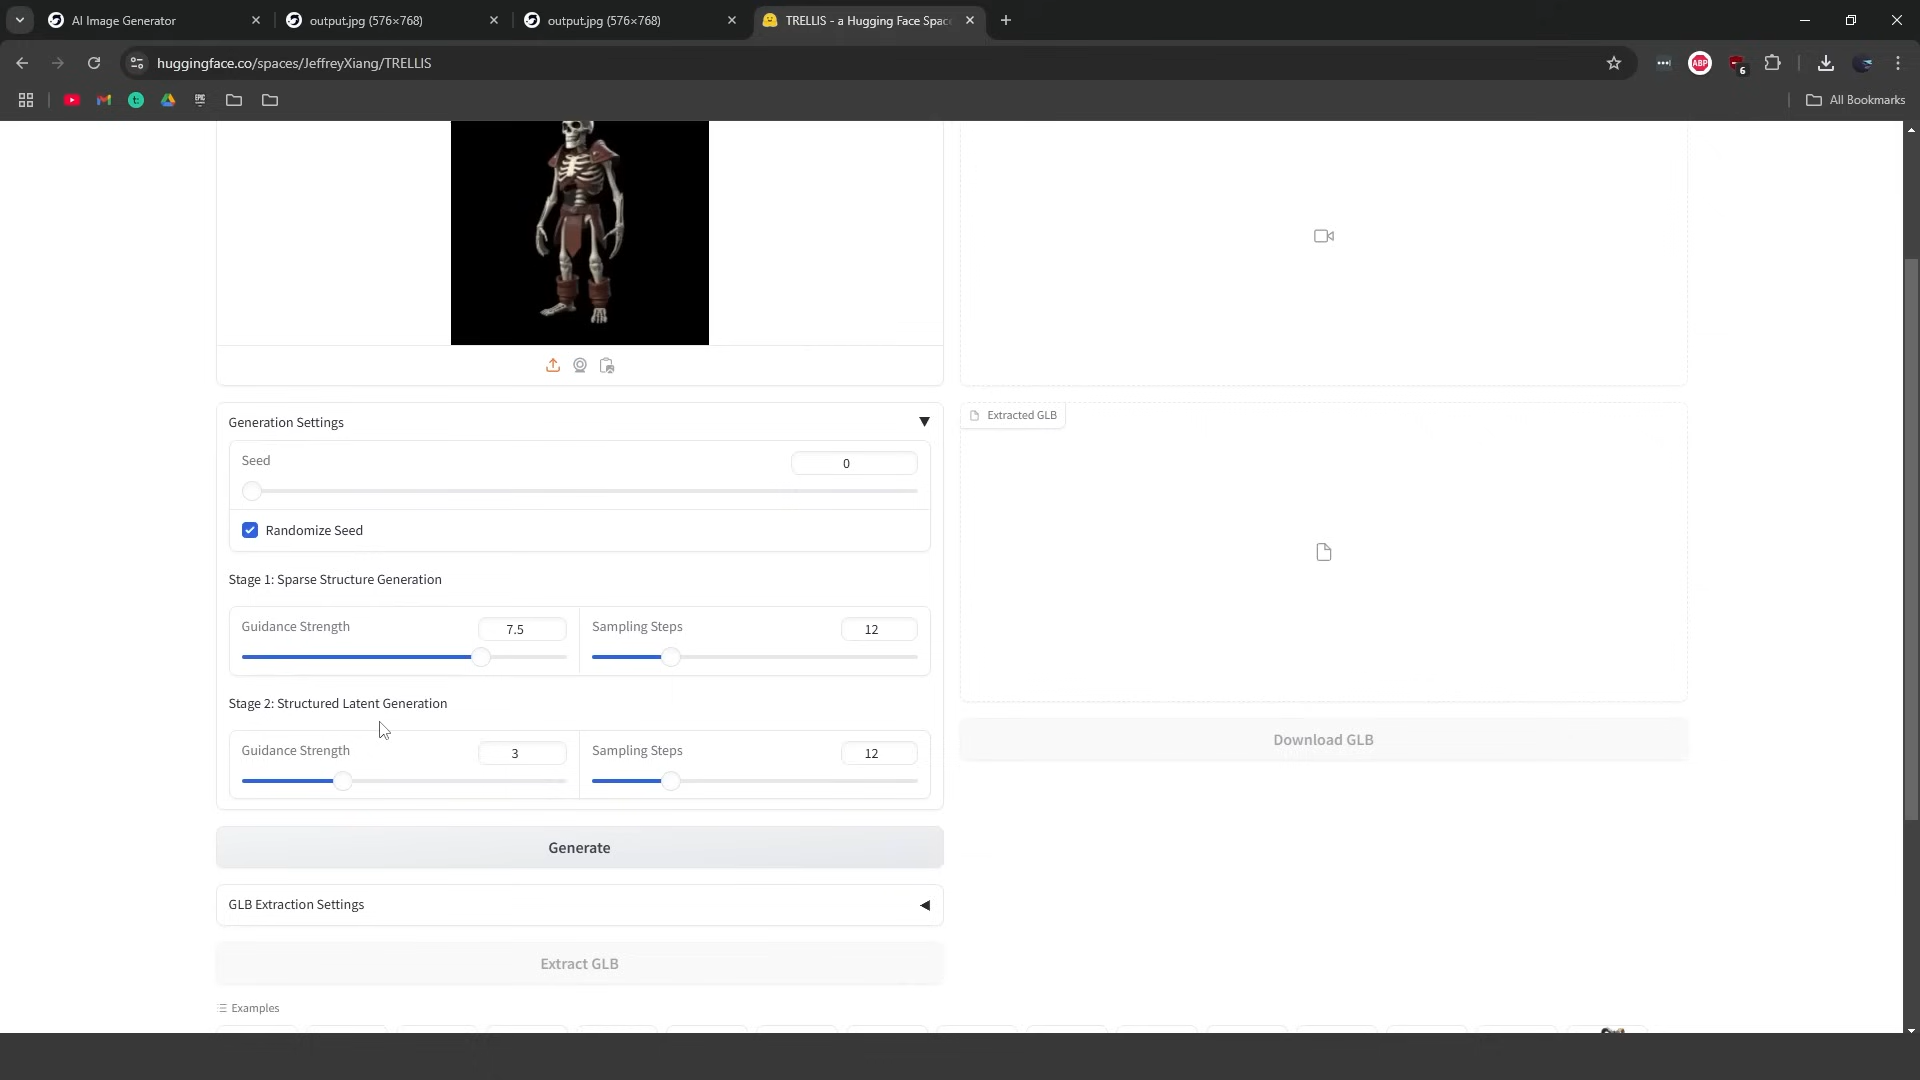 AI Image Generator
output.jpg (576×768)
output.jpg (576×768)
TRELLIS - a Hugging Face Spac
huggingface.co/spaces/JeffreyXiang/TRELLIS
ABP
6
EPIC
All Bookmarks
Generation Settings
Seed
0
Randomize Seed
Stage 1: Sparse Structure Generation
Guidance Strength
7.5
Sampling Steps
12
Stage 2: Structured Latent Generation
Guidance Strength
3
Sampling Steps
12
Generate
GLB Extraction Settings
Extract GLB
Examples
Extracted GLB
Download GLB